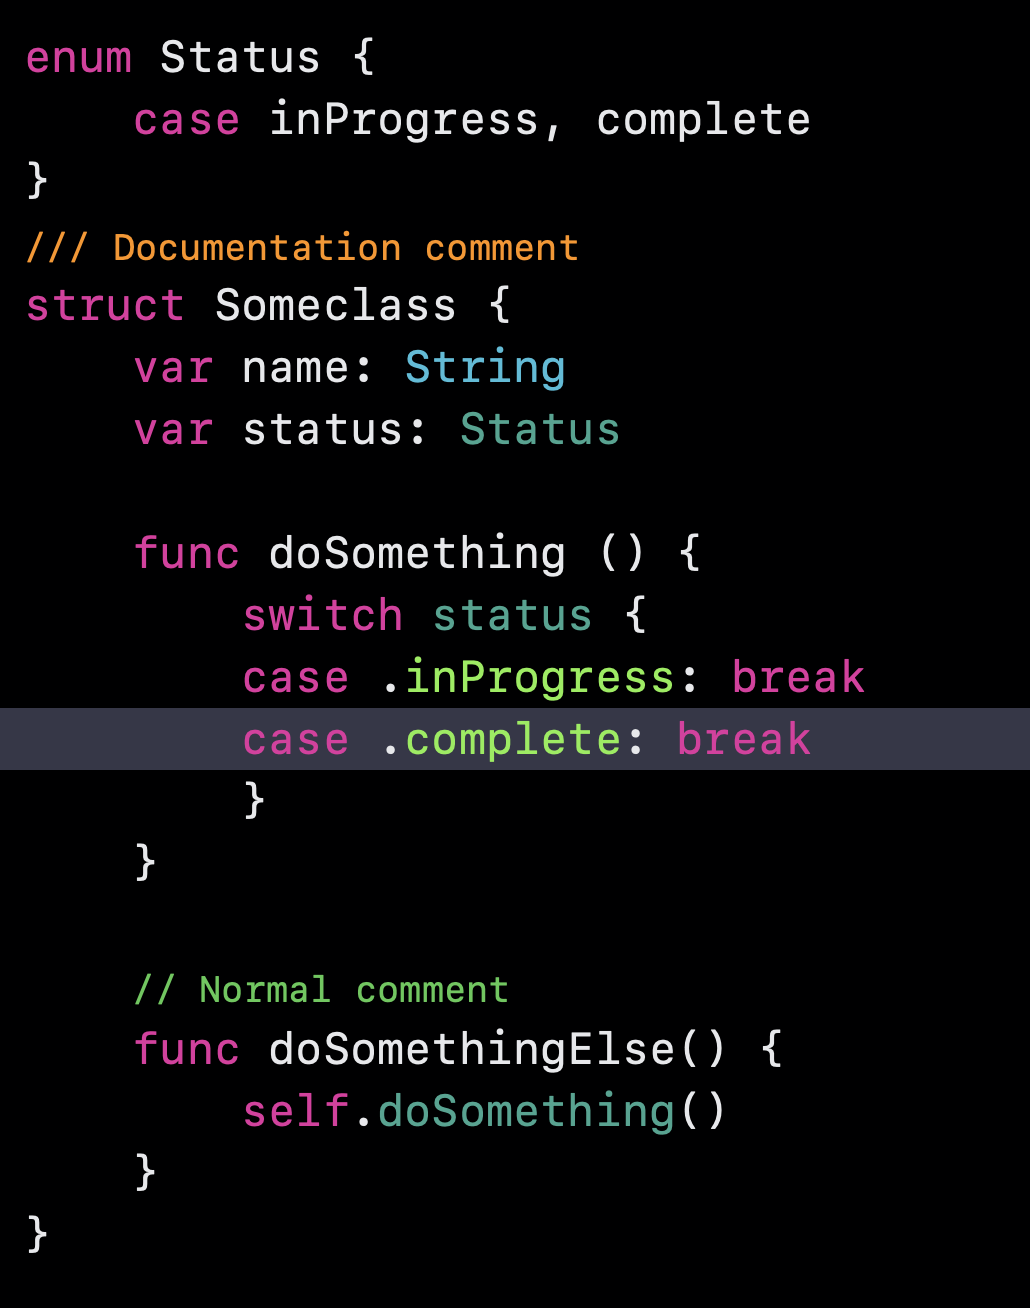 enum Status {
    case inProgress, complete
}
/// Documentation comment
struct Someclass {
    var name: String
    var status: Status

    func doSomething () {
        switch status {
        case .inProgress: break
        case .complete: break
        }
    }

    // Normal comment
    func doSomethingElse() {
        self.doSomething()
    }
}